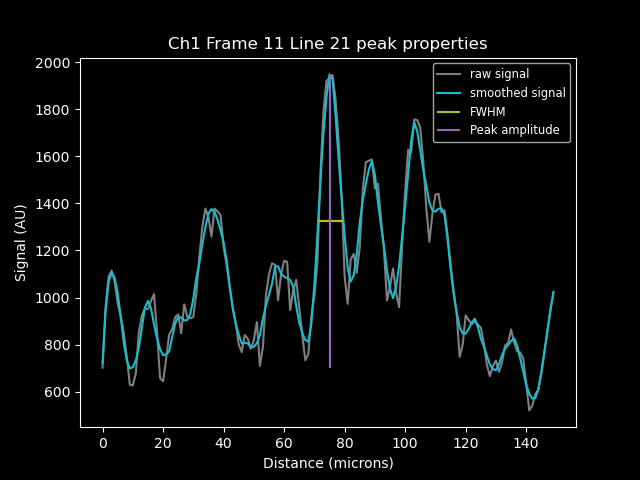 Ch1 Frame 11 Line 21 peak properties
raw signal
smoothed signal
FWHM
Peak amplitude
Signal (AU)
2000
1800
1600
1400
1200
1000
800
600
0 20 40 60 80 100 120 140
Distance (microns)